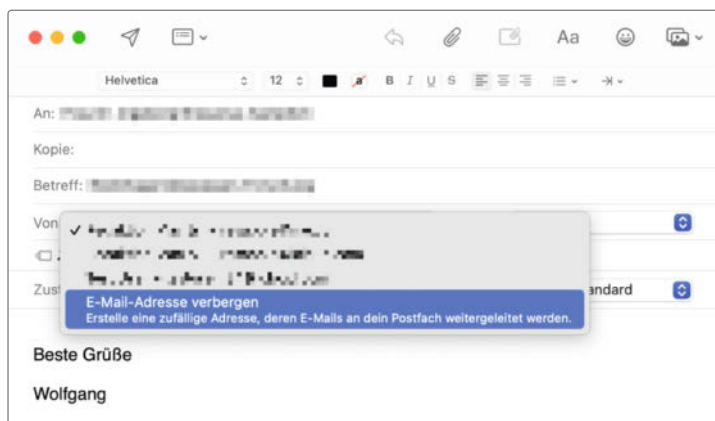 Aa
Helvetica 12 a B I U S
An:
Kopie:
Betreff:
Von
Zust andard
E-Mail-Adresse verbergen
Erstelle eine zufällige Adresse, deren E-Mails an dein Postfach weitergeleitet werden.
Beste Grüße
Wolfgang